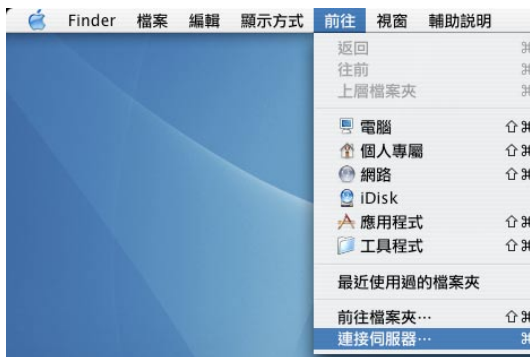 Finder 檔案 編輯 顯示方式 前往 視窗 輔助說明
返回 ⌘
往前 ⌘
上層檔案夾 ⌘
電腦 ⇧⌘
個人專屬 ⇧⌘
網路 ⇧⌘
iDisk
應用程式 ⇧⌘
工具程式 ⇧⌘
最近使用過的檔案夾
前往檔案夾… ⇧⌘
連接伺服器… ⌘